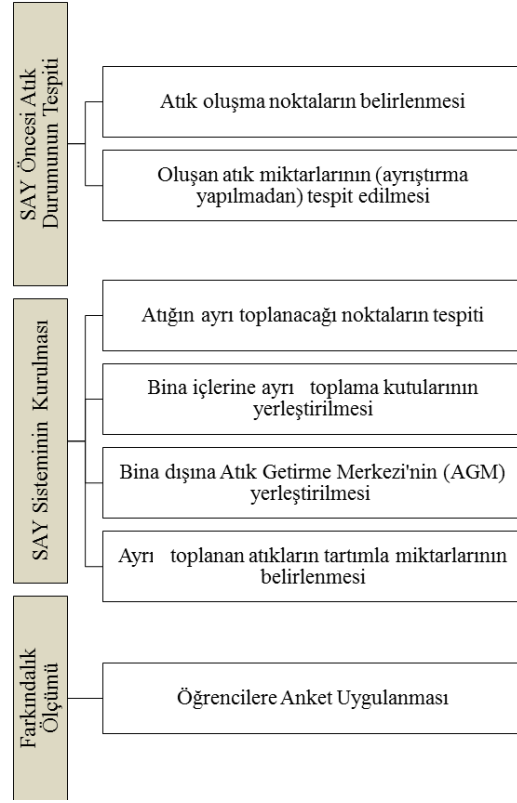 SAY Öncesi Atık
Durumunun Tespiti
Atık oluşma noktaların belirlenmesi
Oluşan atık miktarlarının (ayrıştırma
yapılmadan) tespit edilmesi
SAY Sisteminin Kurulması
Atığın ayrı toplanacağı noktaların tespiti
Bina içlerine ayrı toplama kutularının
yerleştirilmesi
Bina dışına Atık Getirme Merkezi'nin (AGM)
yerleştirilmesi
Ayrı toplanan atıkların tartımla miktarlarının
belirlenmesi
Farkındalık
Ölçümü
Öğrencilere Anket Uygulanması